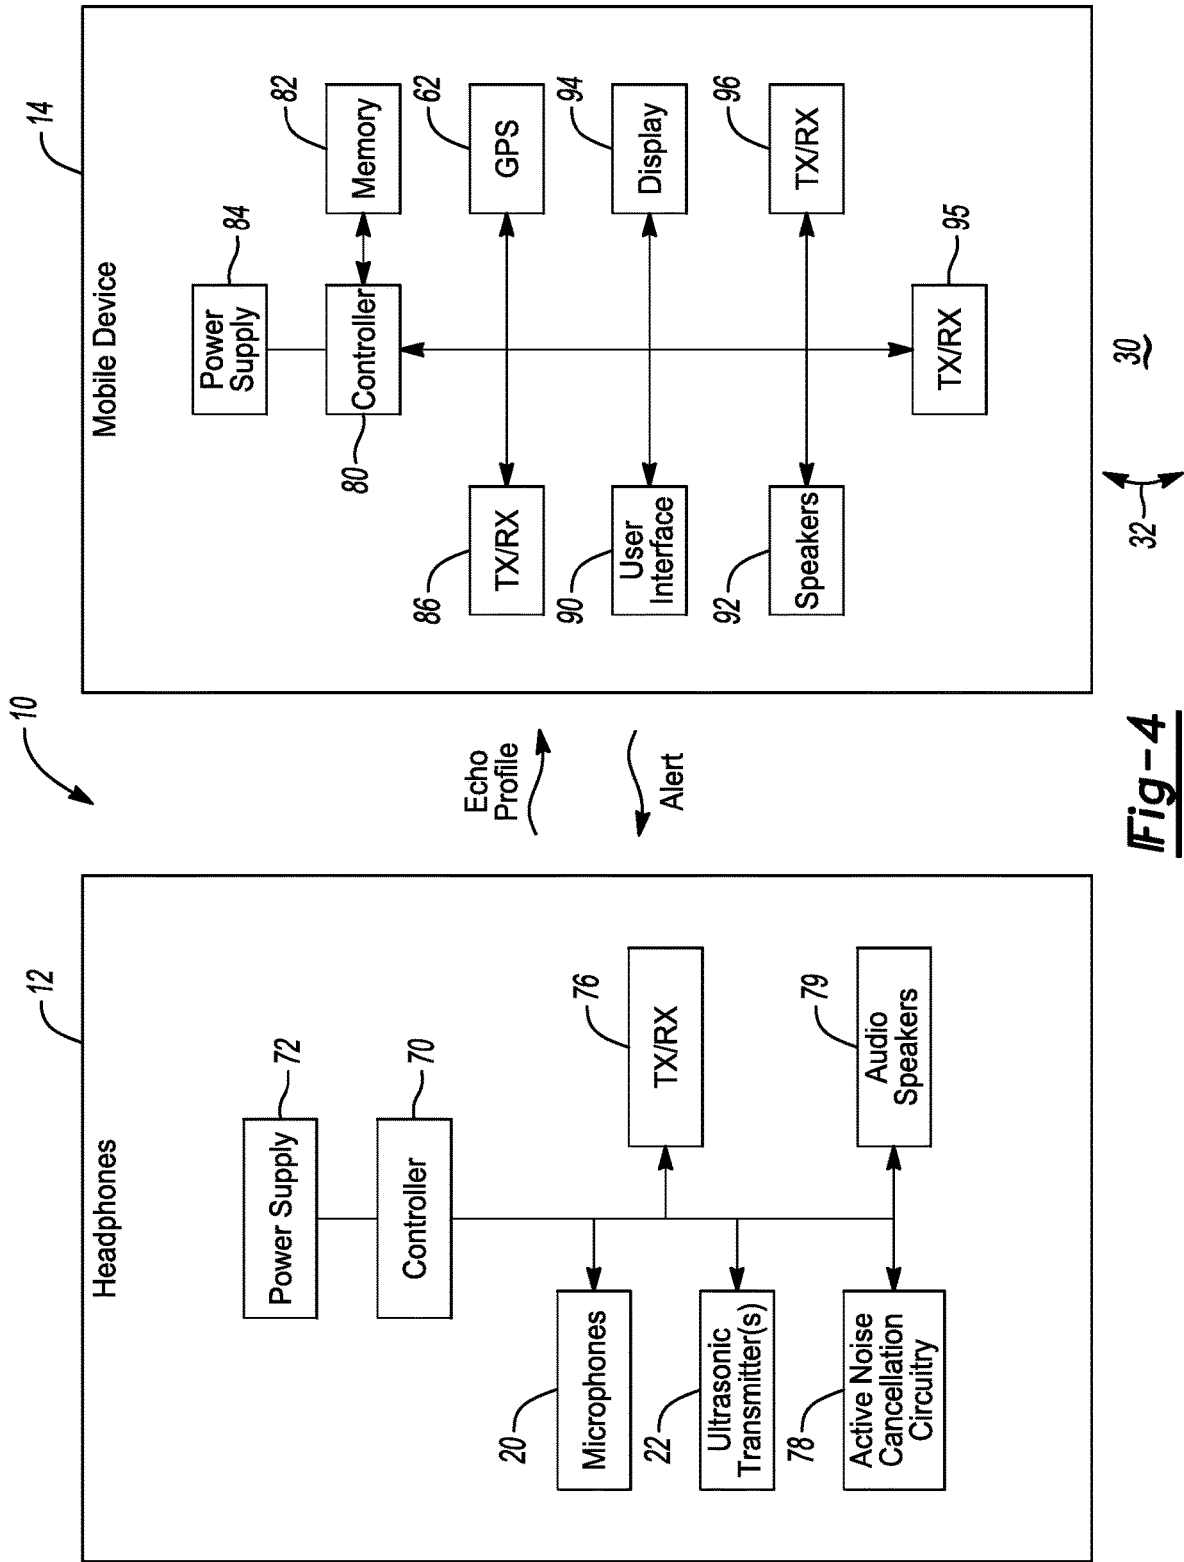 10
12
Headphones
Power Supply
72
Controller
70
20
Microphones
76
TX/RX
22
Ultrasonic
Transmitter(s)
78
Active Noise
Cancellation
Circuitry
79
Audio
Speakers
Echo
Profile
Alert
14
Mobile Device
Power
Supply
84
Controller
80
Memory
82
86
TX/RX
GPS
62
90
User
Interface
Display
94
92
Speakers
TX/RX
96
TX/RX
95
32
30
Fig-4